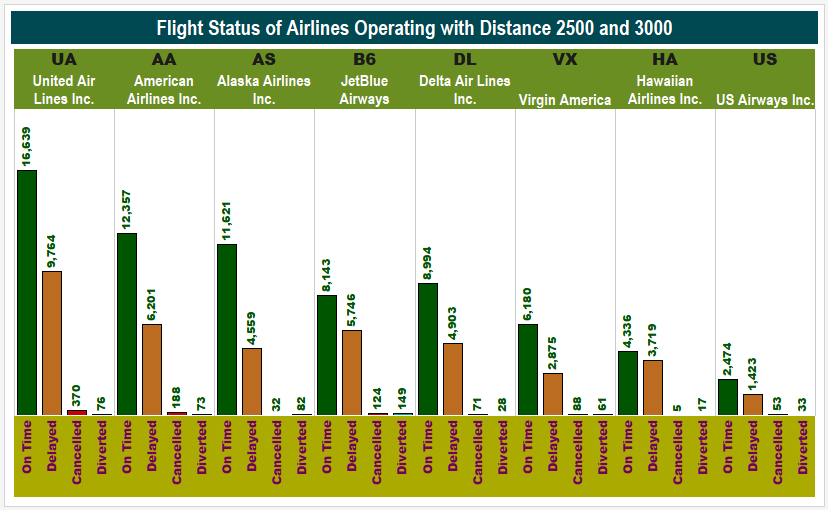 Flight Status of Airlines Operating with Distance 2500 and 3000
UA AA AS B6 DL VX HA US
United Air
Lines Inc.
American
Airlines Inc.
Alaska Airlines
Inc.
JetBlue
Airways
Delta Air Lines
Inc.
Virgin America
Hawaiian
Airlines Inc.
US Airways Inc.
16,639
9,764
370
76
12,357
6,201
188
73
11,621
4,559
32
82
8,143
5,746
124
149
8,994
4,903
71
28
6,180
2,875
88
61
4,336
3,719
5
17
2,474
1,423
53
33
On Time
Delayed
Cancelled
Diverted
On Time
Delayed
Cancelled
Diverted
On Time
Delayed
Cancelled
Diverted
On Time
Delayed
Cancelled
Diverted
On Time
Delayed
Cancelled
Diverted
On Time
Delayed
Cancelled
Diverted
On Time
Delayed
Cancelled
Diverted
On Time
Delayed
Cancelled
Diverted